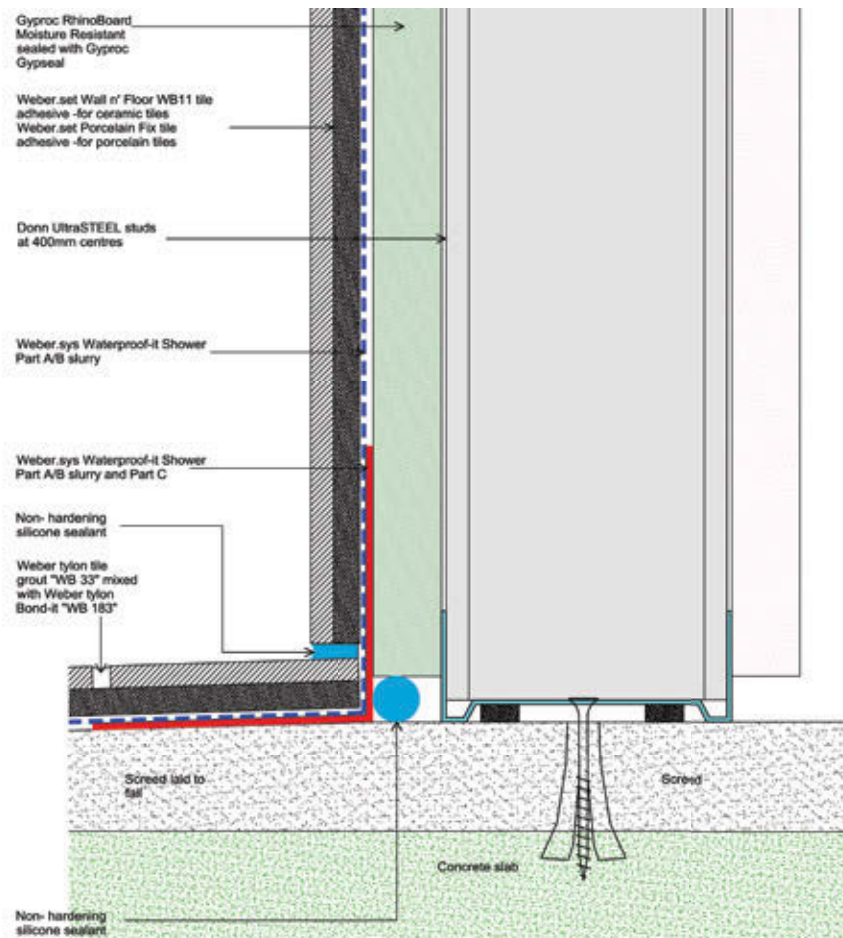 Gyproc RhinoBoard
Moisture Resistant
sealed with Gyproc
Gypseal
Weber.set Wall n' Floor WB11 tile
adhesive -for ceramic tiles
Weber.set Porcelain Fix tile
adhesive -for porcelain tiles
Donn UltraSTEEL studs
at 400mm centres
Weber.sys Waterproof-it Shower
Part A/B slurry
Weber.sys Waterproof-it Shower
Part A/B slurry and Part C
Non- hardening
silicone sealant
Weber tylon tile
grout "WB 33" mixed
with Weber tylon
Bond-it "WB 183"
Screed laid to
fall
Screed
Concrete slab
Non- hardening
silicone sealant